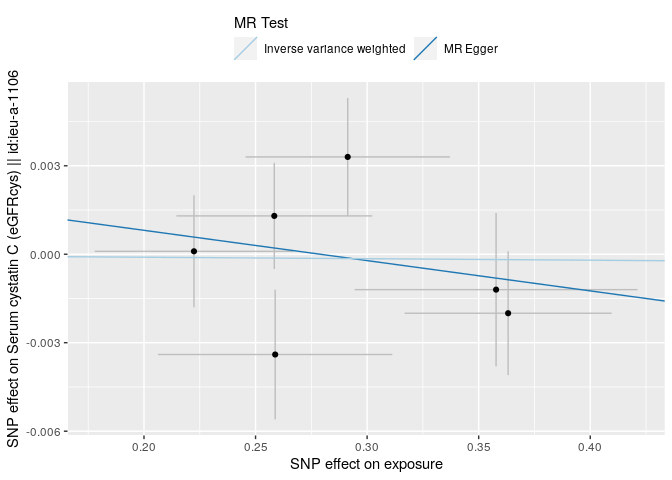 MR Test
Inverse variance weighted MR Egger
SNP effect on Serum cystatin C (eGFRcys) || id:ieu-a-1106
0.003
0.000
-0.003
-0.006
0.20 0.25 0.30 0.35 0.40
SNP effect on exposure